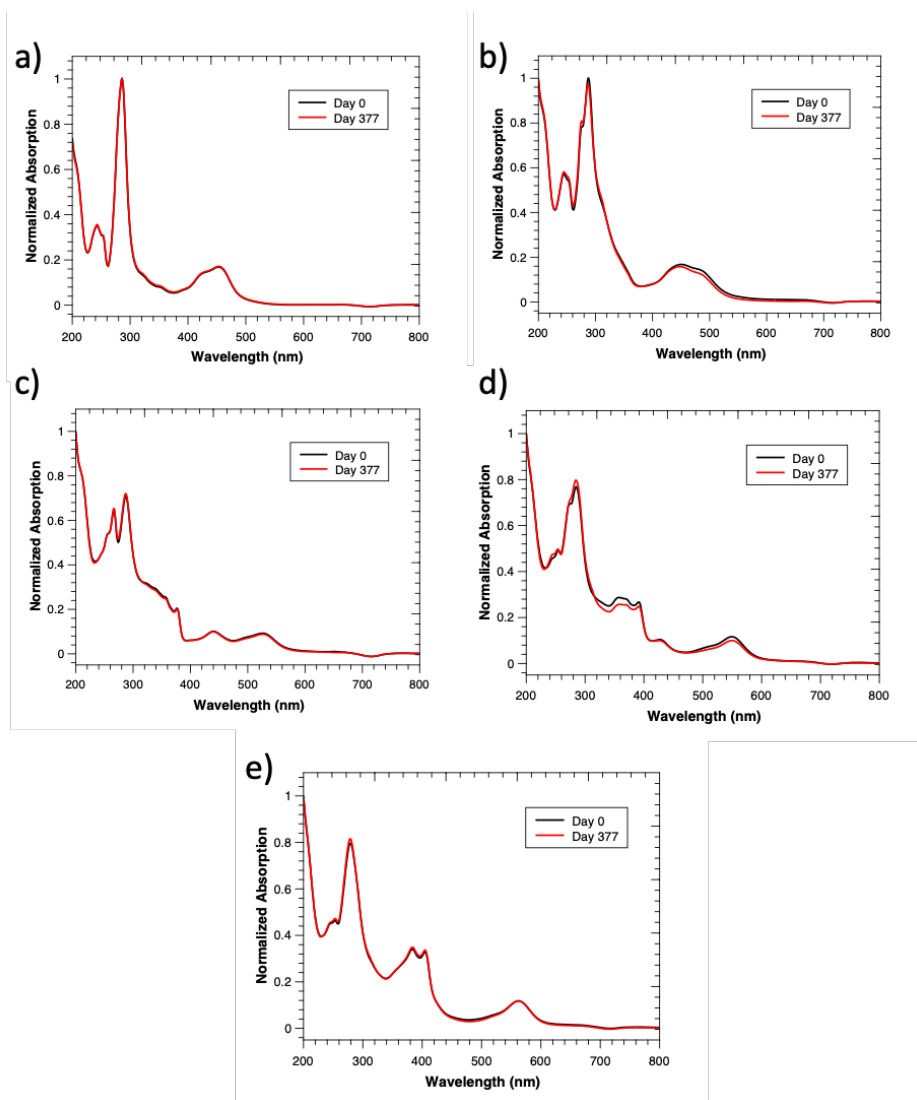 a)
Normalized Absorption
1
0.8
0.6
0.4
0.2
0
Day 0
Day 377
200 300 400 500 600 700 800
Wavelength (nm)
b)
Normalized Absorption
1
0.8
0.6
0.4
0.2
0
Day 0
Day 377
200 300 400 500 600 700 800
Wavelength (nm)
c)
Normalized Absorption
1
0.8
0.6
0.4
0.2
0
Day 0
Day 377
200 300 400 500 600 700 800
Wavelength (nm)
d)
Normalized Absorption
1
0.8
0.6
0.4
0.2
0
Day 0
Day 377
200 300 400 500 600 700 800
Wavelength (nm)
e)
Normalized Absorption
1
0.8
0.6
0.4
0.2
0
Day 0
Day 377
200 300 400 500 600 700 800
Wavelength (nm)